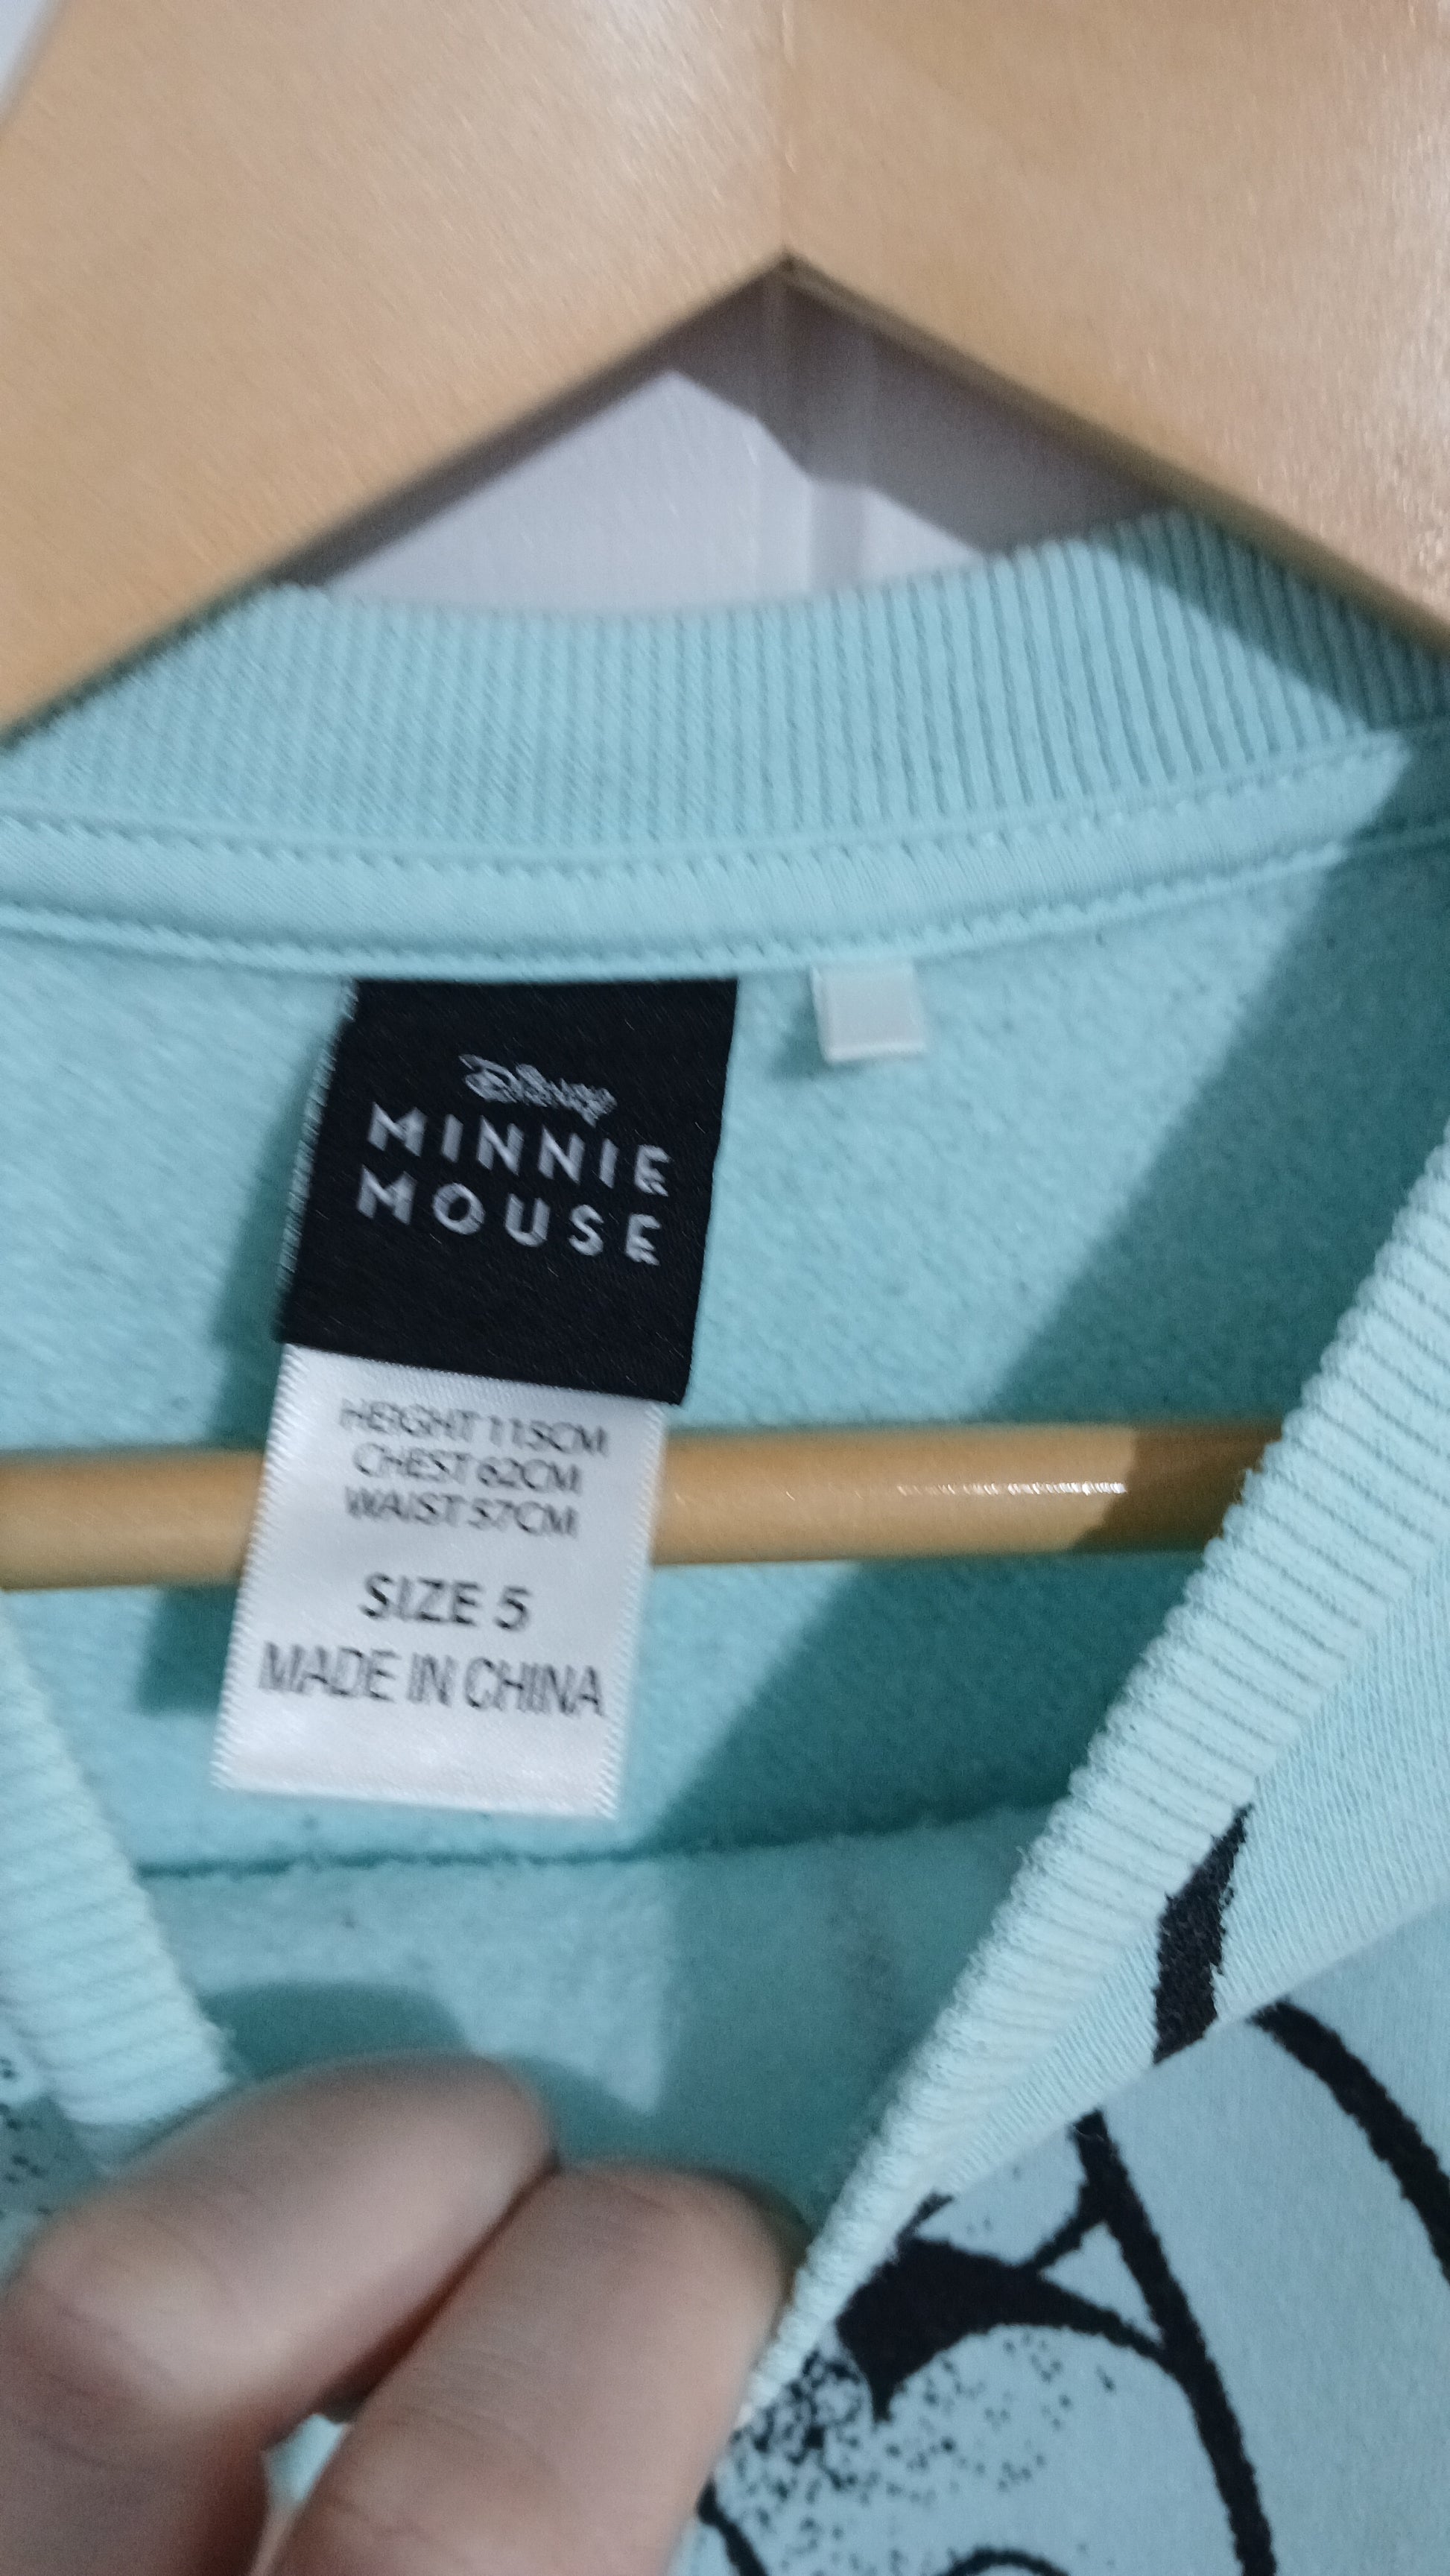 Disney
MINNIE
MOUSE
HEIGHT 115CM
CHEST 62CM
WAIST 57CM
SIZE 5
MADE IN CHINA